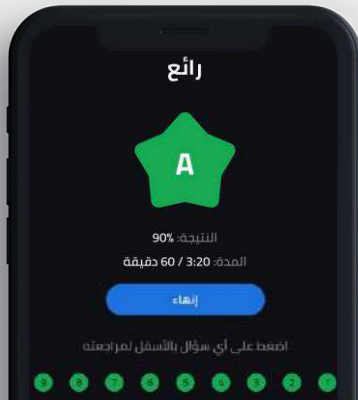 رائع
A
النتيجة: 90%
المدة: 3:20 / 60 دقيقة
إنهاء
اضغط على أي سؤال بالأسفل لمراجعته
1 2 3 4 5 6 7 8 9